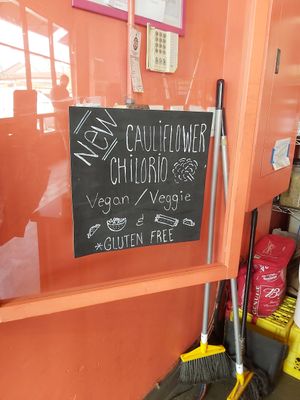 NEW
CAULIFLOWER
CHILORIO
Vegan / Veggie
*GLUTEN FREE